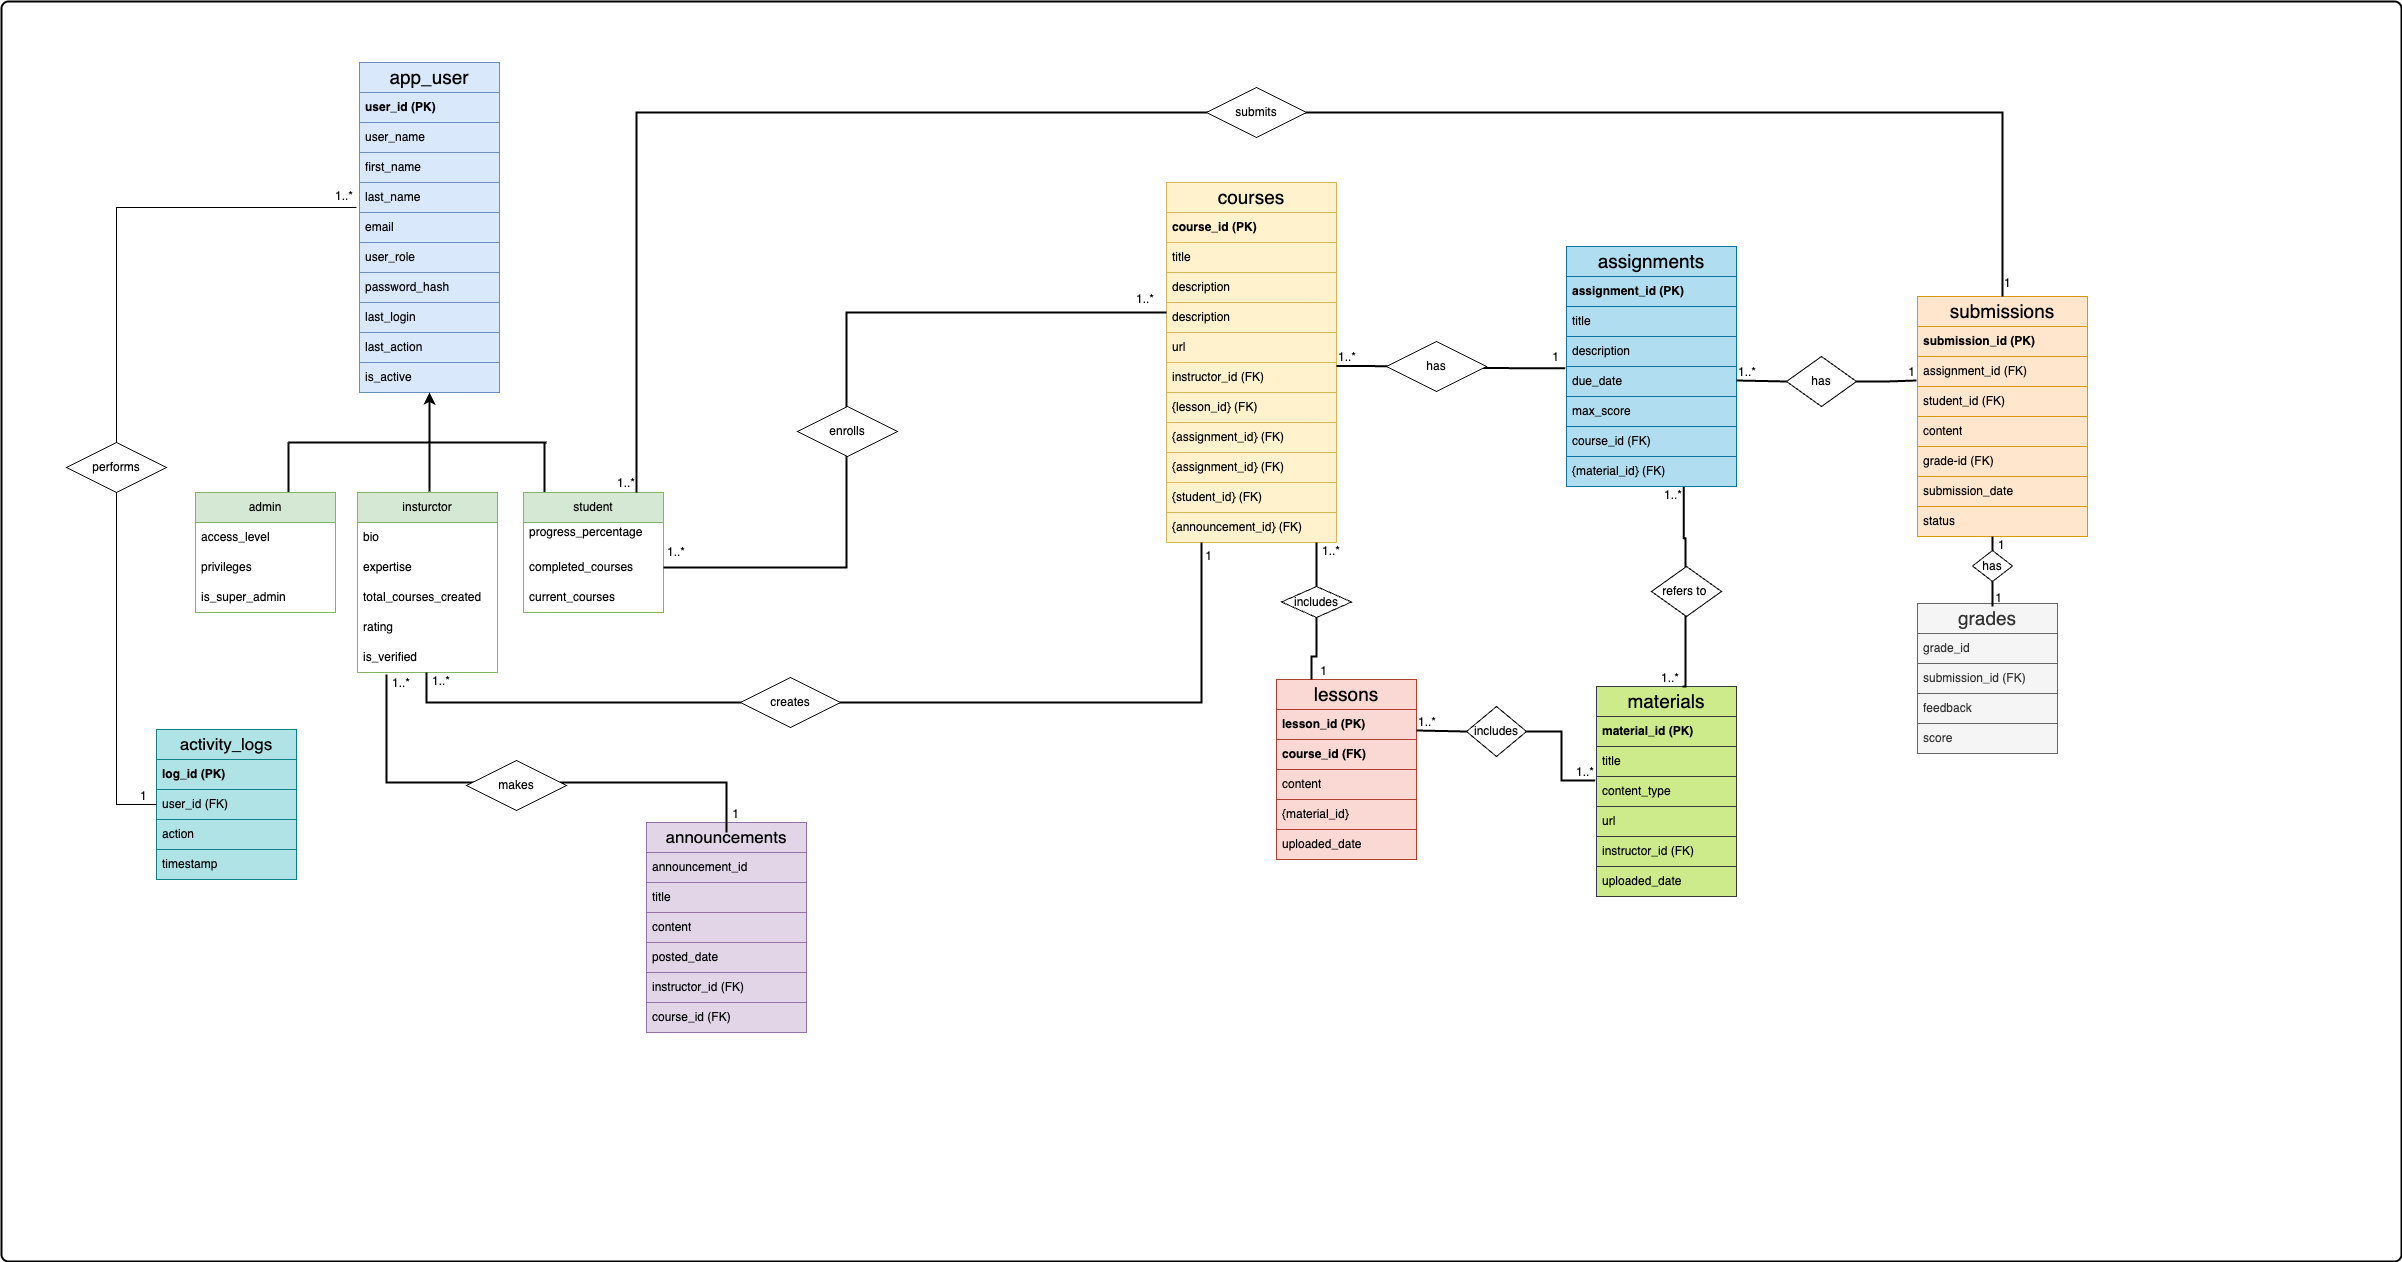 app_user
user_id (PK)
user_name
first_name
last_name
email
user_role
password_hash
last_login
last_action
is_active
1..*
performs
1
admin
access_level
privileges
is_super_admin
insturctor
bio
expertise
total_courses_created
rating
is_verified
student
progress_percentage
completed_courses
current_courses
1..*
submits
1
1..*
enrolls
1..*
1..*
creates
1
1..*
makes
1
activity_logs
log_id (PK)
user_id (FK)
action
timestamp
announcements
announcement_id
title
content
posted_date
instructor_id (FK)
course_id (FK)
courses
course_id (PK)
title
description
description
url
instructor_id (FK)
{lesson_id} (FK)
{assignment_id} (FK)
{assignment_id} (FK)
{student_id} (FK)
{announcement_id} (FK)
1..*
has
1
1..*
includes
1
assignments
assignment_id (PK)
title
description
due_date
max_score
course_id (FK)
{material_id} (FK)
1..*
has
1
1..*
refers to
1..*
lessons
lesson_id (PK)
course_id (FK)
content
{material_id}
uploaded_date
1..*
includes
1..*
materials
material_id (PK)
title
content_type
url
instructor_id (FK)
uploaded_date
submissions
submission_id (PK)
assignment_id (FK)
student_id (FK)
content
grade-id (FK)
submission_date
status
1
has
1
grades
grade_id
submission_id (FK)
feedback
score